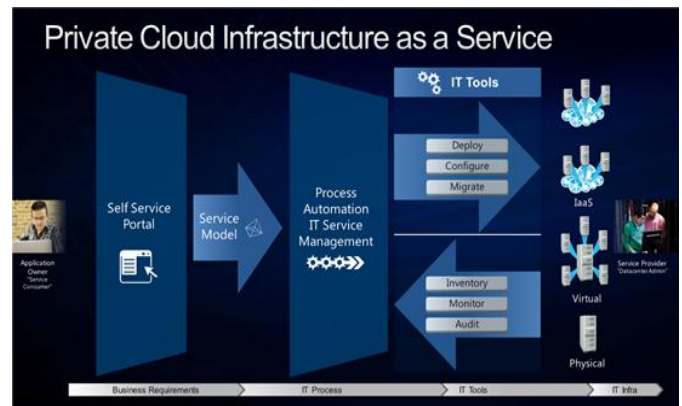 Private Cloud Infrastructure as a Service
IT Tools
Deploy
Configure
Migrate
IaaS
Self Service
Portal
Service
Model
Process
Automation
IT Service
Management
Application
Owner
"Service
Consumer"
Service Provider
"Datacenter Admin"
Inventory
Monitor
Audit
Virtual
Physical
Business Requirements
IT Process
IT Tools
IT Infra